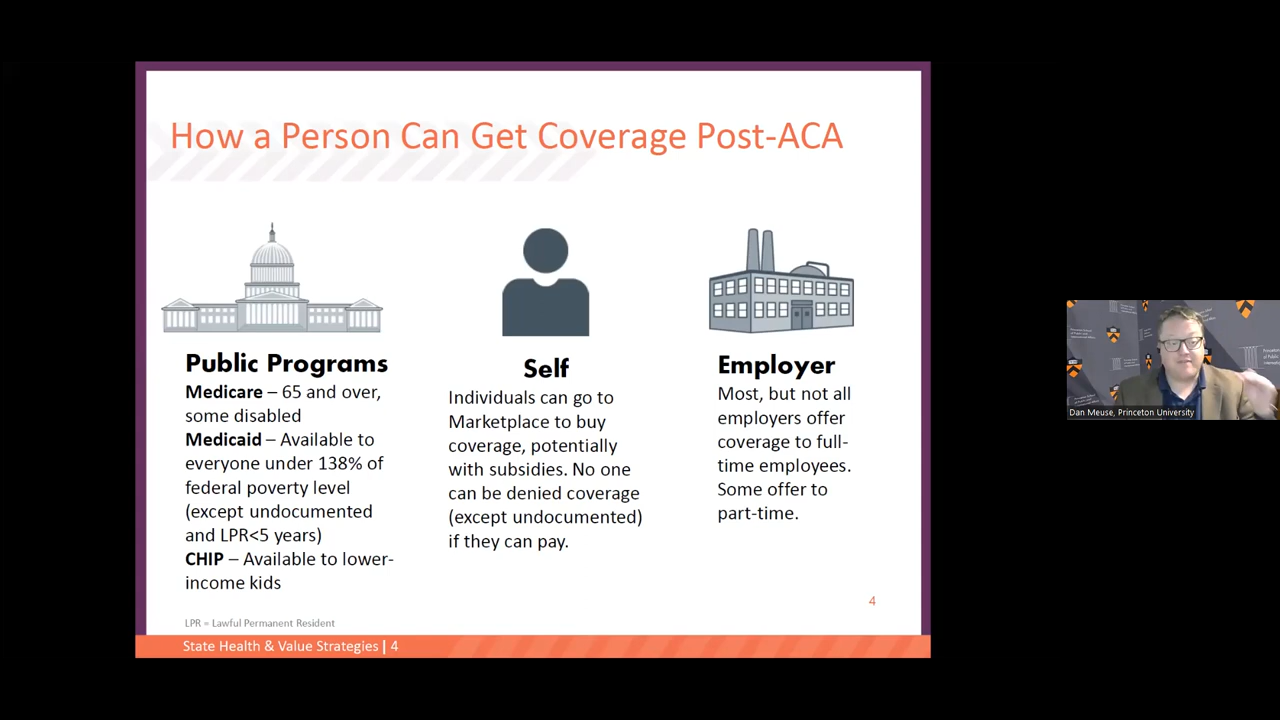 How a Person Can Get Coverage Post-ACA
Public Programs
Medicare – 65 and over,
some disabled
Medicaid – Available to
everyone under 138% of
federal poverty level
(except undocumented
and LPR<5 years)
CHIP – Available to lower-
income kids
Self
Individuals can go to
Marketplace to buy
coverage, potentially
with subsidies. No one
can be denied coverage
(except undocumented)
if they can pay.
Employer
Most, but not all
employers offer
coverage to full-
time employees.
Some offer to
part-time.
4
LPR = Lawful Permanent Resident
State Health & Value Strategies | 4
Dan Meuse, Princeton University